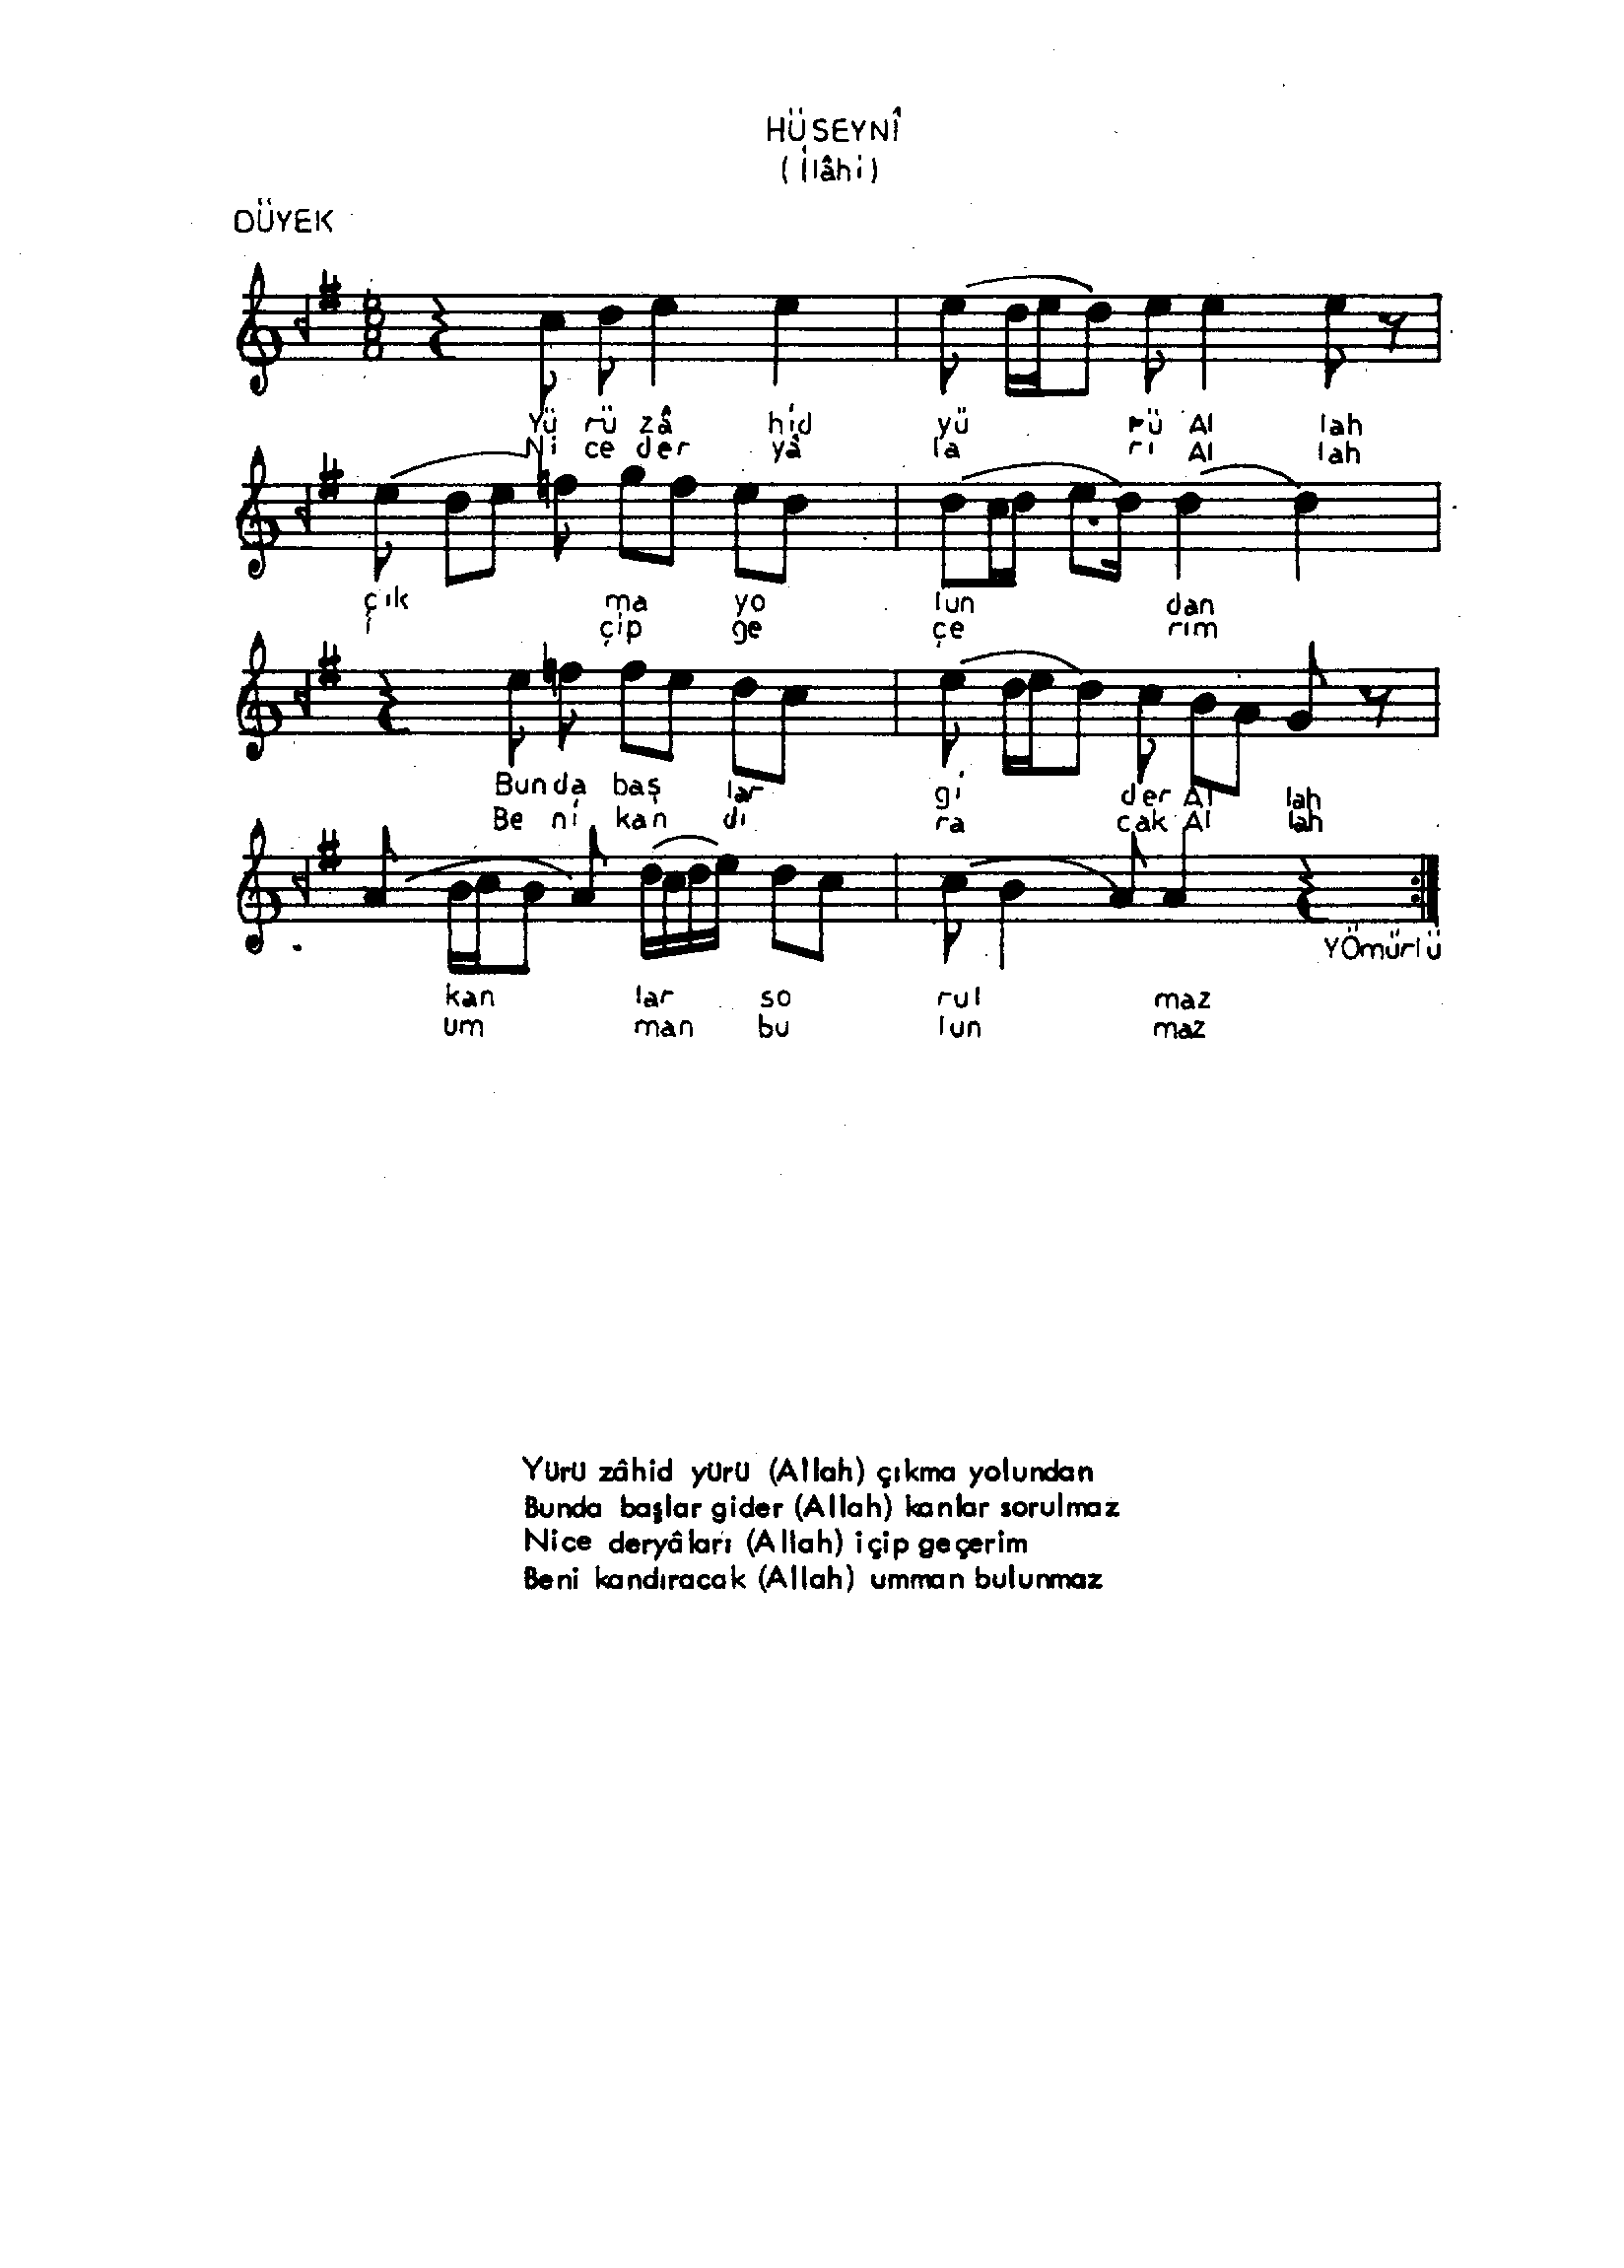 HÜSEYNÎ
(İlâhi)
DÜYEK
8
4
Yü rü zâ hid yü rü Al lah
Ni ce der yâ la rı Al lah
çık ma yo lun dan
i çip ge çe rim
Bun da baş lar gi der Al lah
Be ni kan dı ra cak Al lah
YÖmürlü
kan lar so rul maz
um man bu lun maz
Yürü zâhid yürü (Allah) çıkma yolundan
Bunda başlar gider (Allah) kanlar sorulmaz
Nice deryâları (Allah) içip geçerim
Beni kandıracak (Allah) umman bulunmaz